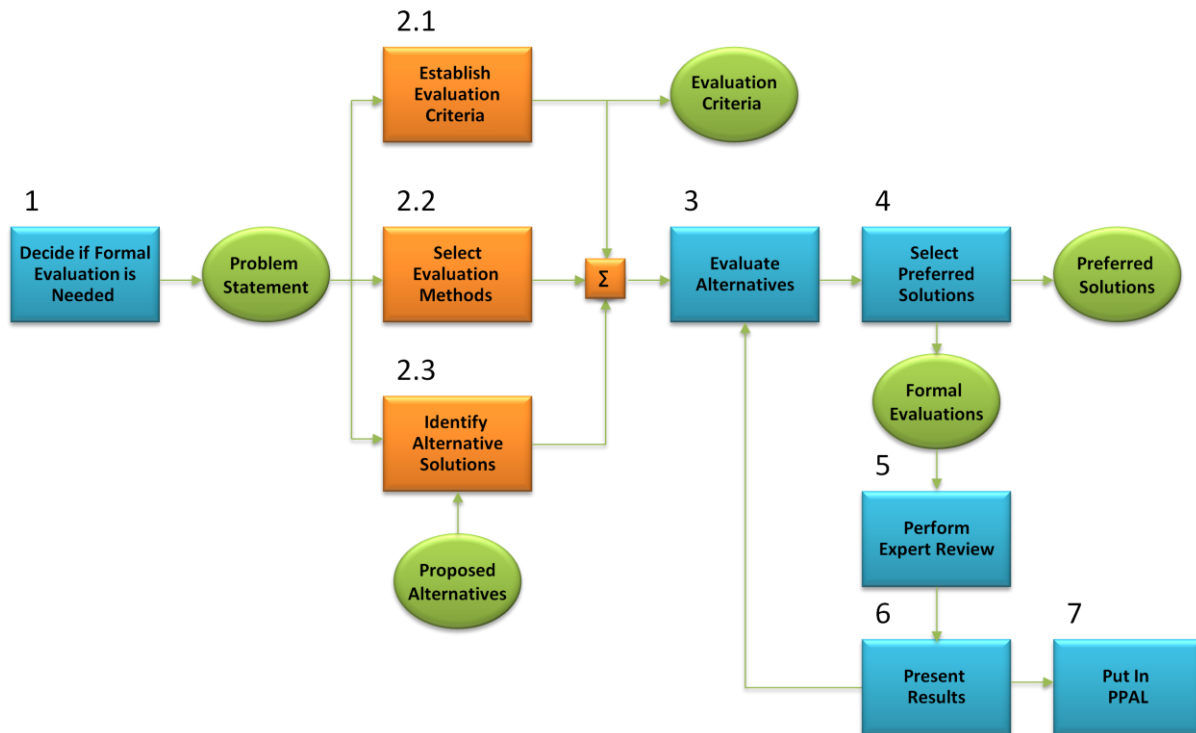 2.1
Establish
Evaluation
Criteria
Evaluation
Criteria
1
Decide if Formal
Evaluation is
Needed
Problem
Statement
2.2
Select
Evaluation
Methods
Σ
3
Evaluate
Alternatives
4
Select
Preferred
Solutions
Preferred
Solutions
2.3
Identify
Alternative
Solutions
Formal
Evaluations
Proposed
Alternatives
5
Perform
Expert Review
6
Present
Results
7
Put In
PPAL